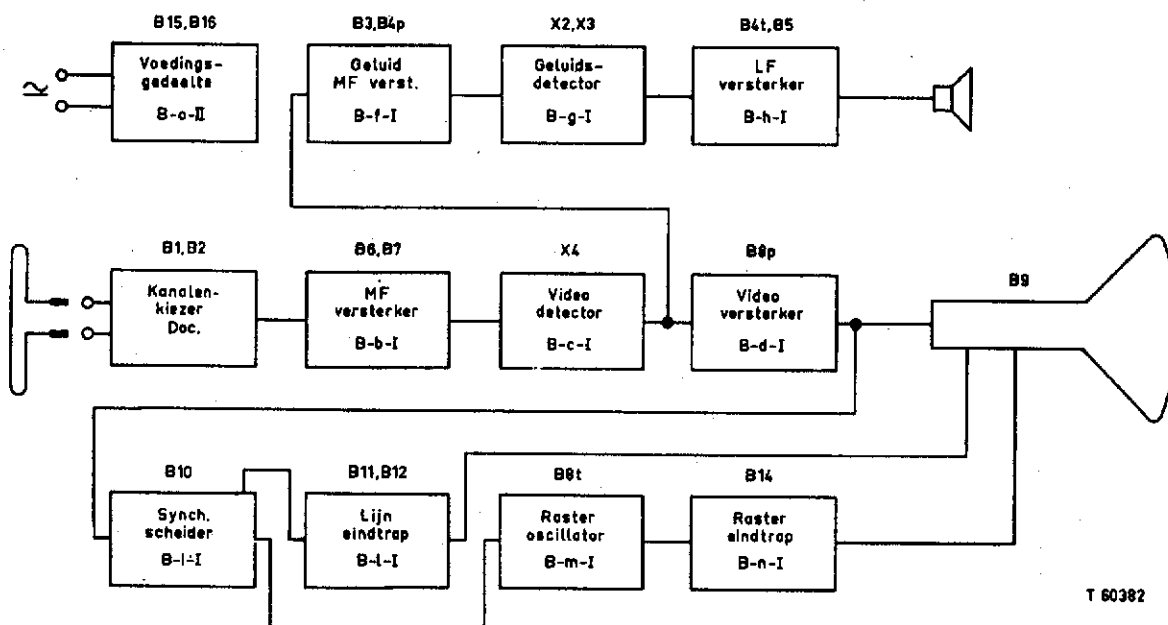 B15,B16
Voedings-
gedeelte
B-a-II
B3,B4p
Geluid
MF verst.
B-f-I
X2,X3
Geluids-
detector
B-g-I
B4t,B5
LF
versterker
B-h-I
B1,B2
Kanalen-
kiezer
Doc.
B6,B7
MF
versterker
B-b-I
X4
Video
detector
B-c-I
B8p
Video
versterker
B-d-I
B9
B10
Synch.
scheider
B-i-I
B11,B12
Lijn
eindtrap
B-l-I
B8t
Raster
oscillator
B-m-I
B14
Raster
eindtrap
B-n-I
T 60382